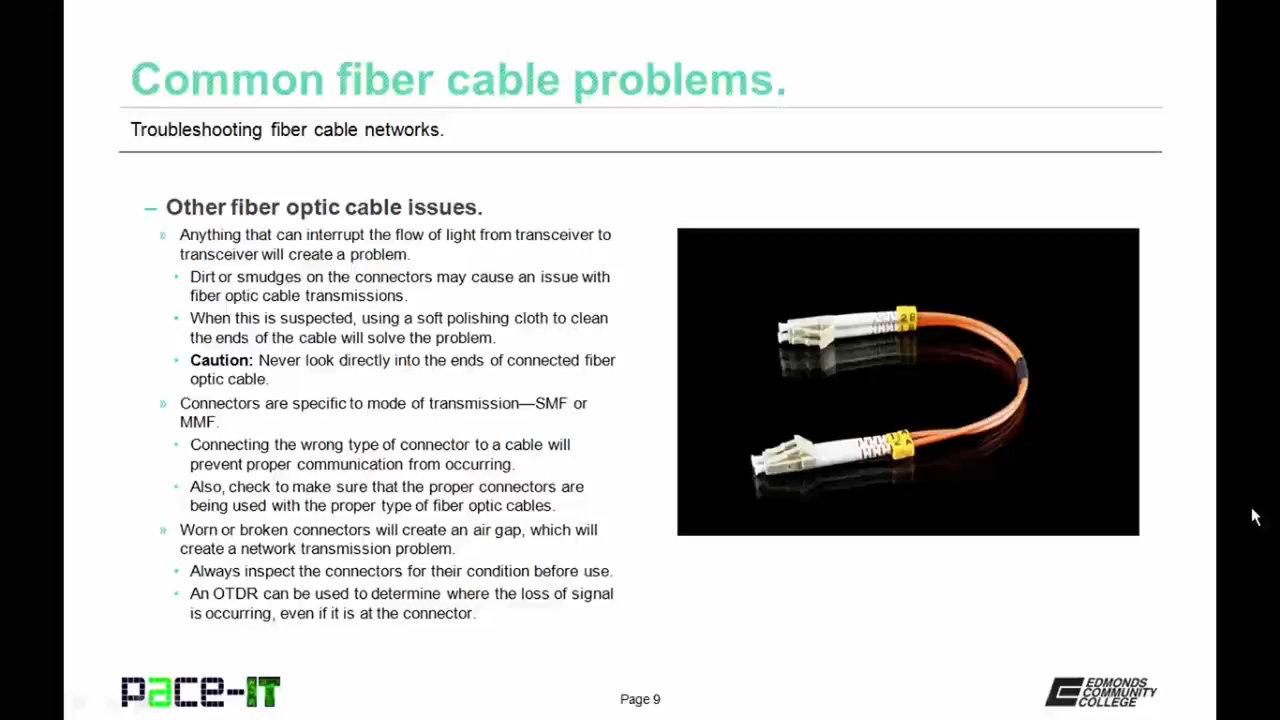 Common fiber cable problems.
Troubleshooting fiber cable networks.
– Other fiber optic cable issues.
» Anything that can interrupt the flow of light from transceiver to
transceiver will create a problem.
• Dirt or smudges on the connectors may cause an issue with
fiber optic cable transmissions.
• When this is suspected, using a soft polishing cloth to clean
the ends of the cable will solve the problem.
• Caution: Never look directly into the ends of connected fiber
optic cable.
» Connectors are specific to mode of transmission—SMF or
MMF.
• Connecting the wrong type of connector to a cable will
prevent proper communication from occurring.
• Also, check to make sure that the proper connectors are
being used with the proper type of fiber optic cables.
» Worn or broken connectors will create an air gap, which will
create a network transmission problem.
• Always inspect the connectors for their condition before use.
• An OTDR can be used to determine where the loss of signal
is occurring, even if it is at the connector.
pace-IT
Page 9
EDMONDS
COMMUNITY
COLLEGE